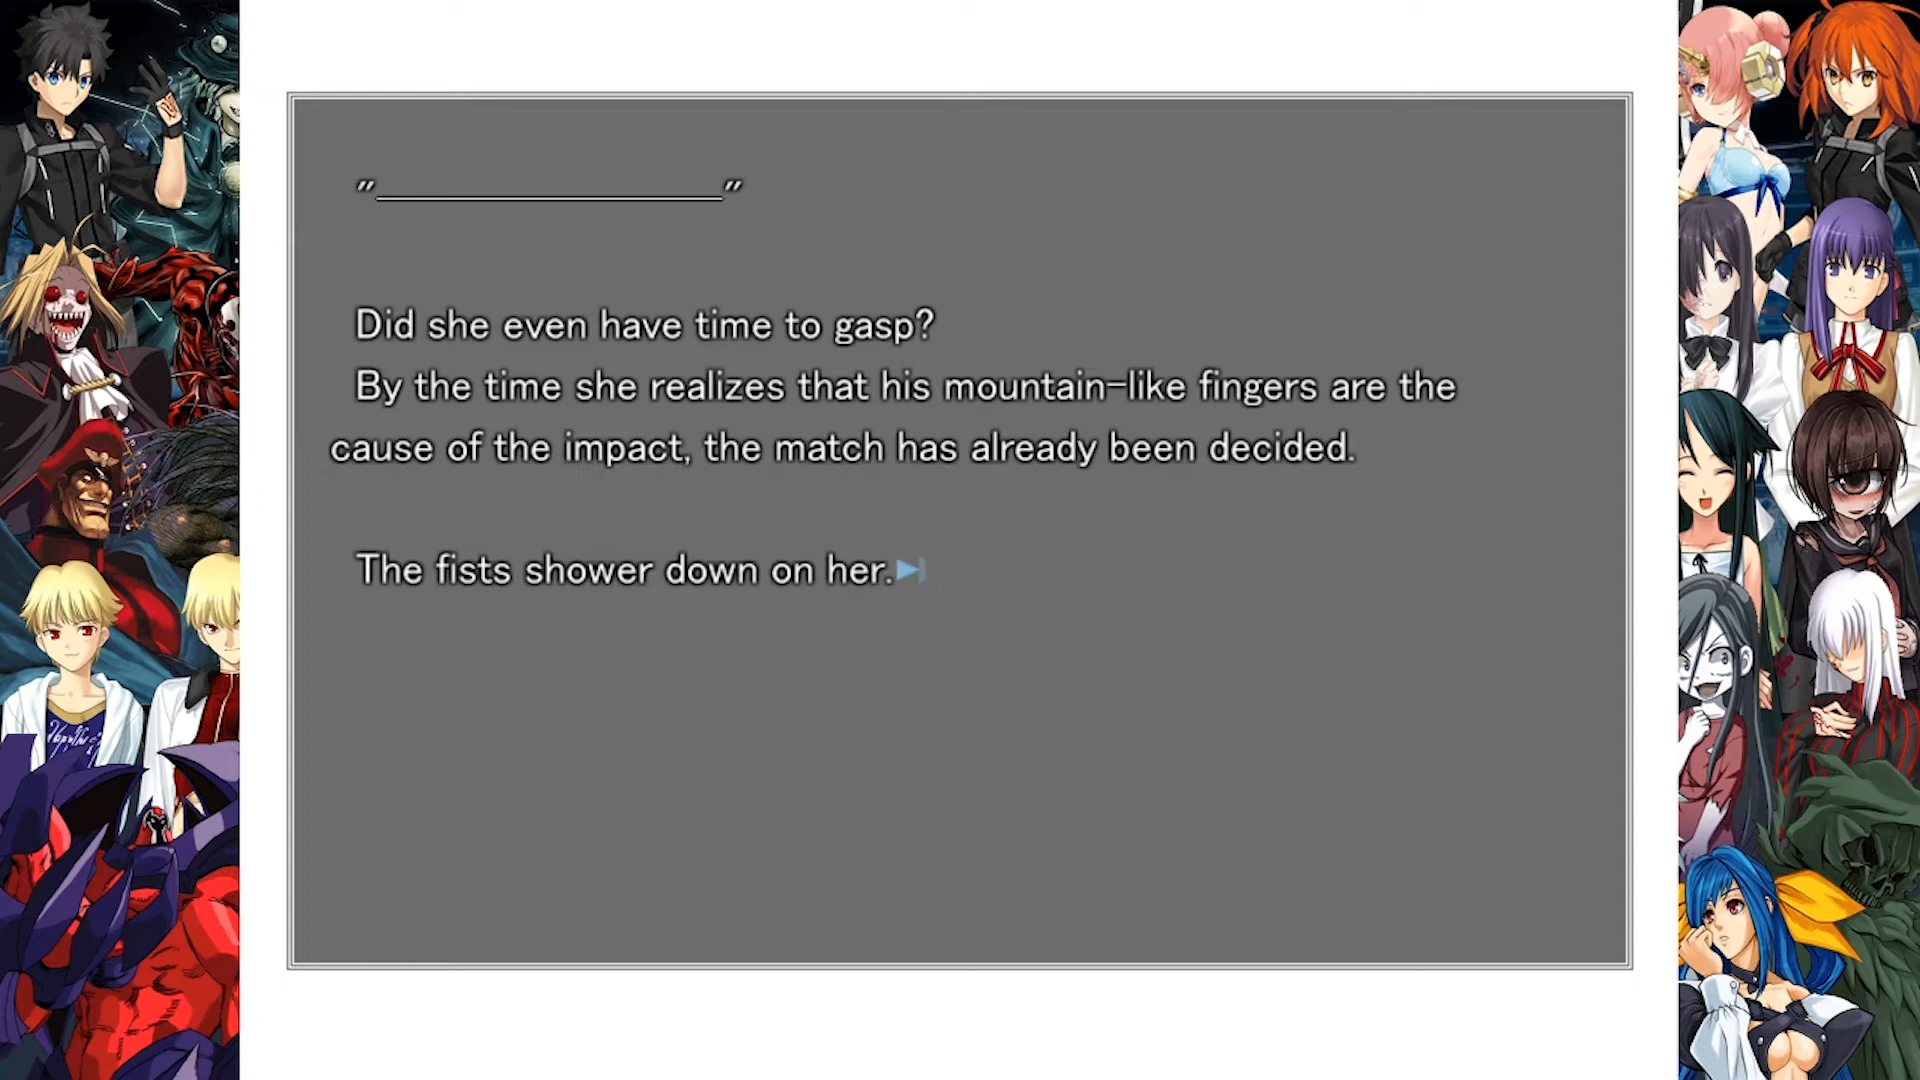 "――――――――――"
Did she even have time to gasp?
By the time she realizes that his mountain-like fingers are the
cause of the impact, the match has already been decided.
The fists shower down on her.